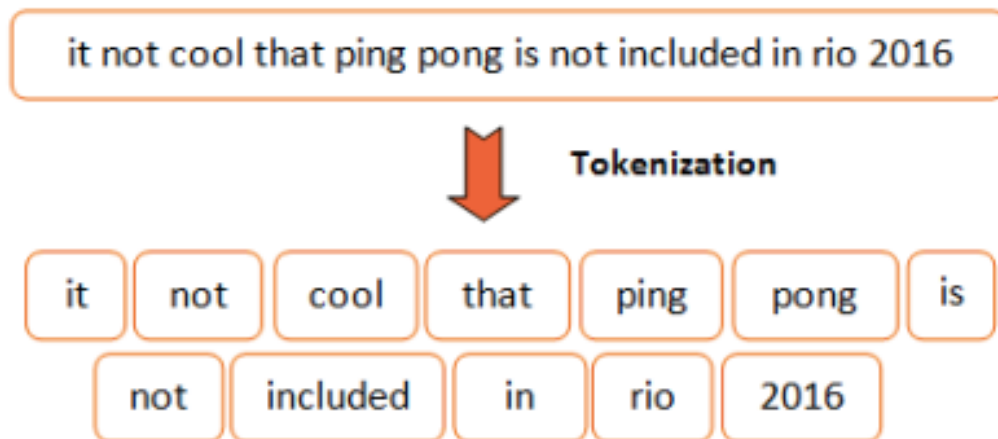 it not cool that ping pong is not included in rio 2016
Tokenization
it not cool that ping pong is
not included in rio 2016